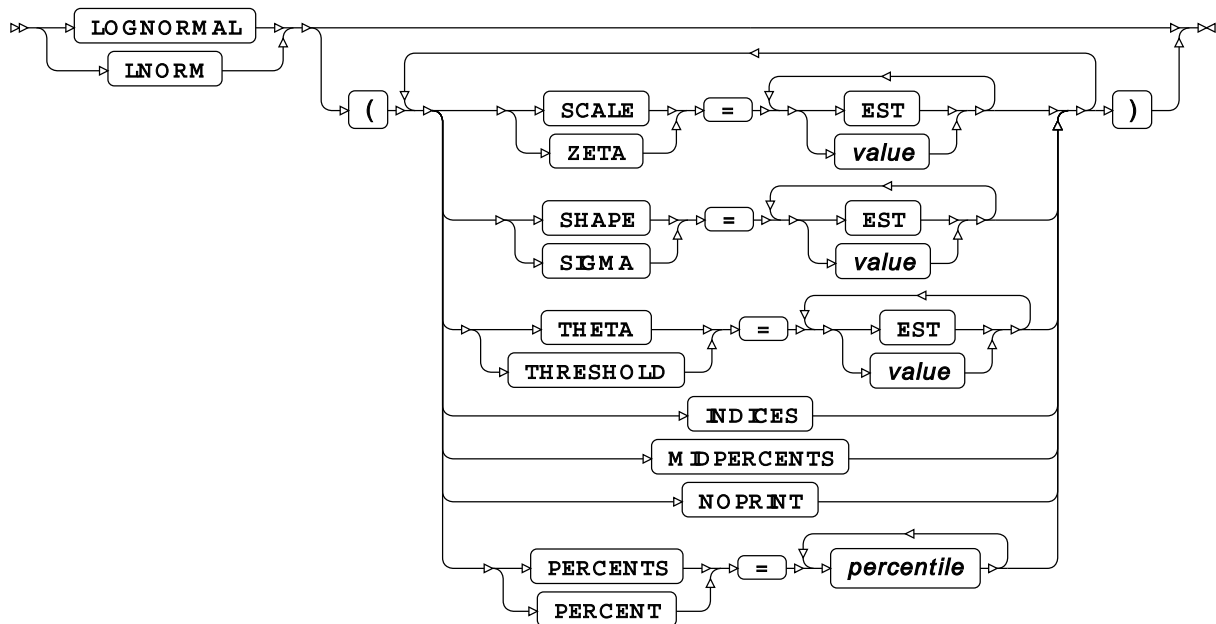 LOGNORMAL
LNORM
(
SCALE
ZETA
=
EST
value
)
SHAPE
SIGMA
=
EST
value
THETA
THRESHOLD
=
EST
value
INDICES
MIDPERCENTS
NOPRINT
PERCENTS
PERCENT
=
percentile